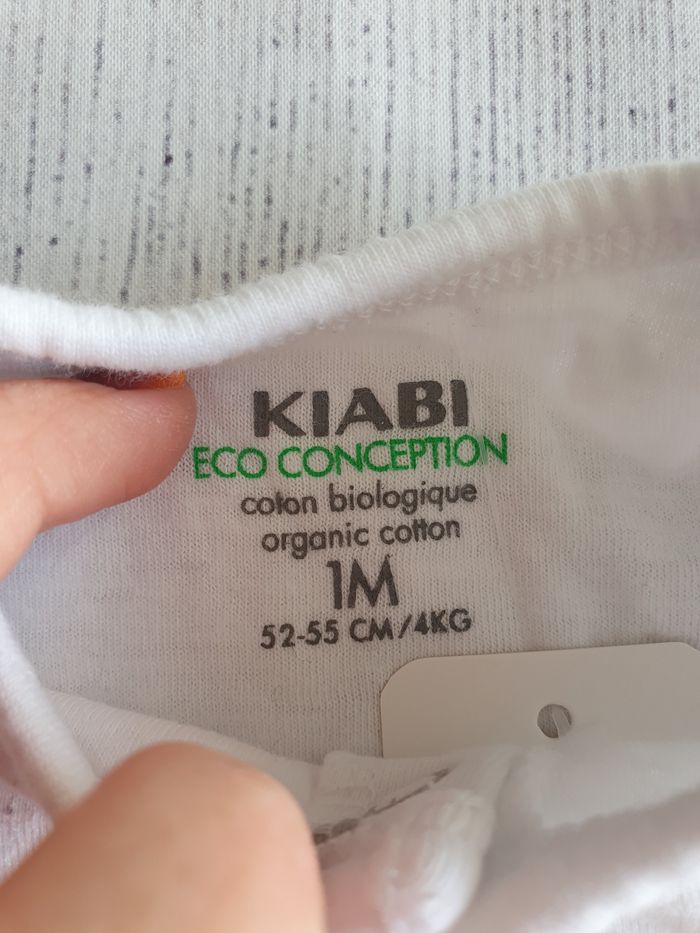 KIABI
ECO CONCEPTION
coton biologique
organic cotton
1M
52-55 CM/4KG